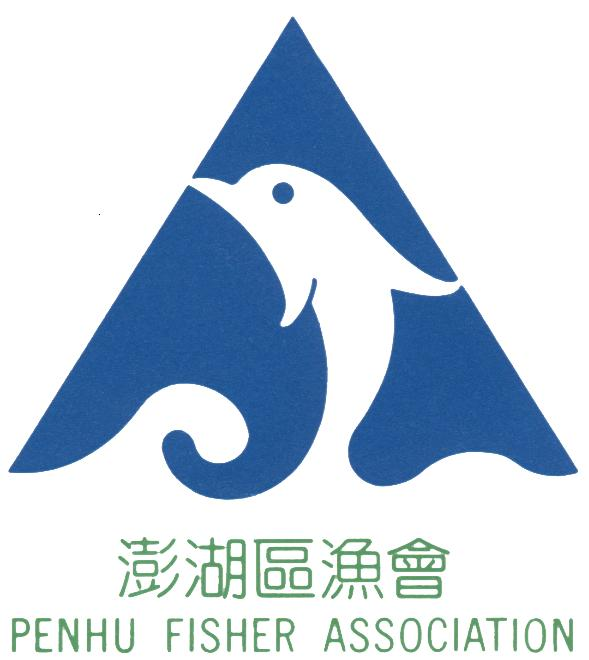 澎湖區漁會
PENHU FISHER ASSOCIATION